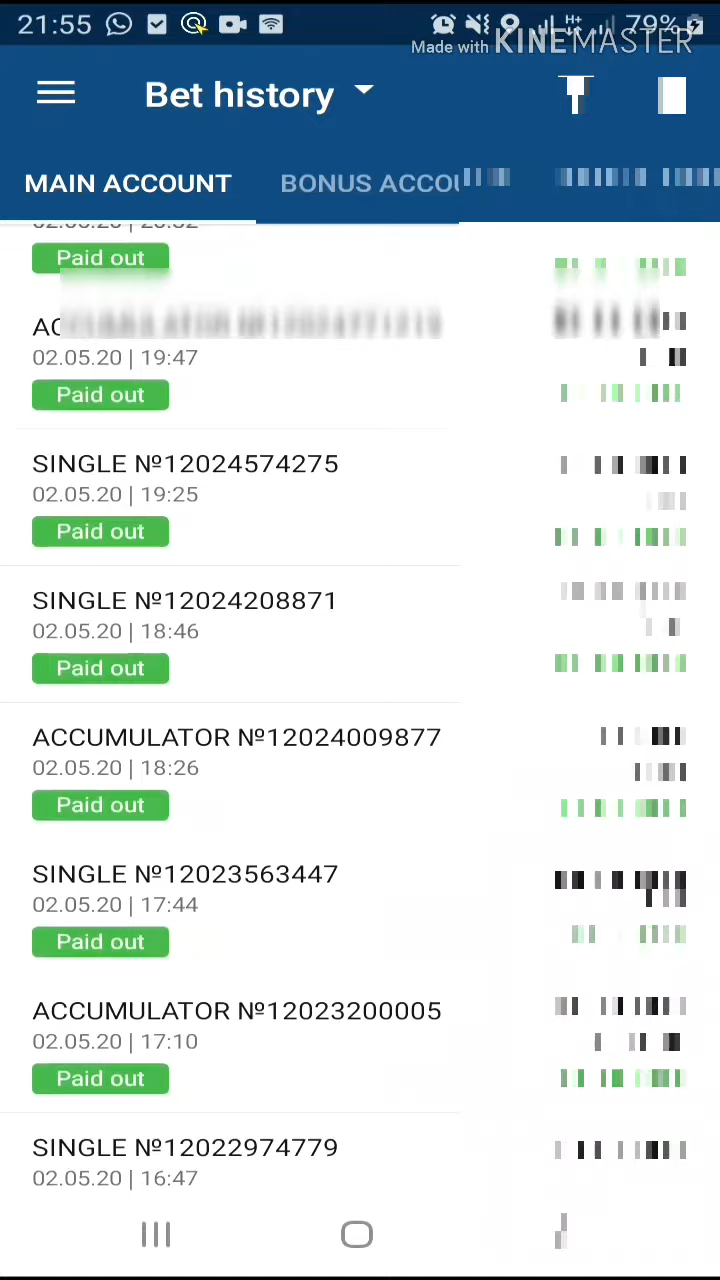 21:55
H+
79%
Made with KINEMASTER
Bet history
MAIN ACCOUNT
BONUS ACCOU
Paid out
02.05.20 | 19:47
Paid out
SINGLE №12024574275
02.05.20 | 19:25
Paid out
SINGLE №12024208871
02.05.20 | 18:46
Paid out
ACCUMULATOR №12024009877
02.05.20 | 18:26
Paid out
SINGLE №12023563447
02.05.20 | 17:44
Paid out
ACCUMULATOR №12023200005
02.05.20 | 17:10
Paid out
SINGLE №12022974779
02.05.20 | 16:47